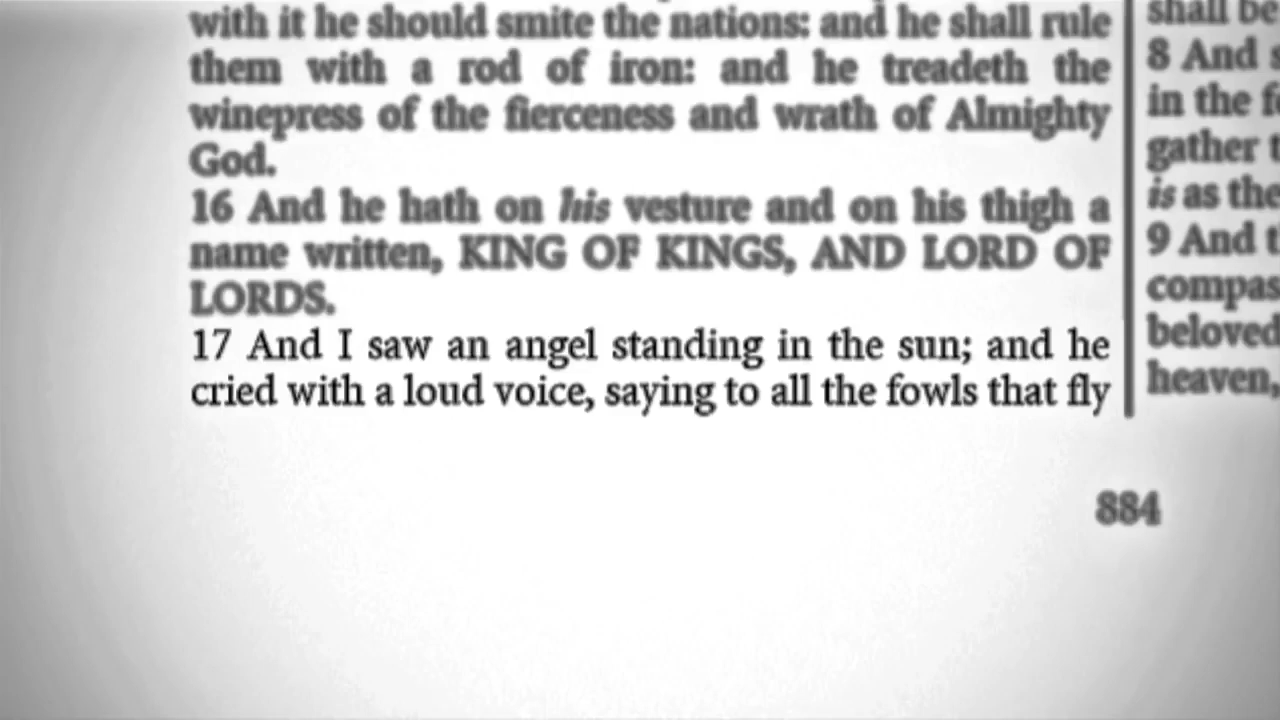 with it he should smite the nations: and he shall rule
them with a rod of iron: and he treadeth the
winepress of the fierceness and wrath of Almighty
God.
16 And he hath on his vesture and on his thigh a
name written, KING OF KINGS, AND LORD OF
LORDS.
17 And I saw an angel standing in the sun; and he
cried with a loud voice, saying to all the fowls that fly
shall be
8 And s
in the f
gather t
is as the
9 And t
compas
beloved
heaven,
884